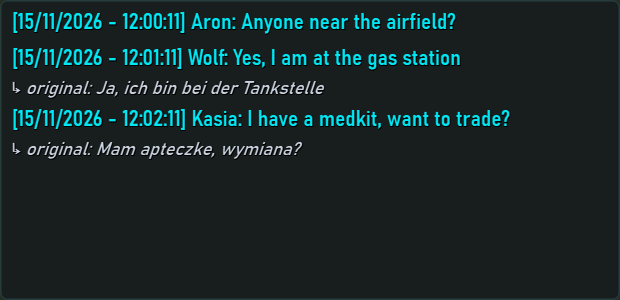 [15/11/2026 - 12:00:11] Aron: Anyone near the airfield?
[15/11/2026 - 12:01:11] Wolf: Yes, I am at the gas station
↳ original: Ja, ich bin bei der Tankstelle
[15/11/2026 - 12:02:11] Kasia: I have a medkit, want to trade?
↳ original: Mam apteczke, wymiana?